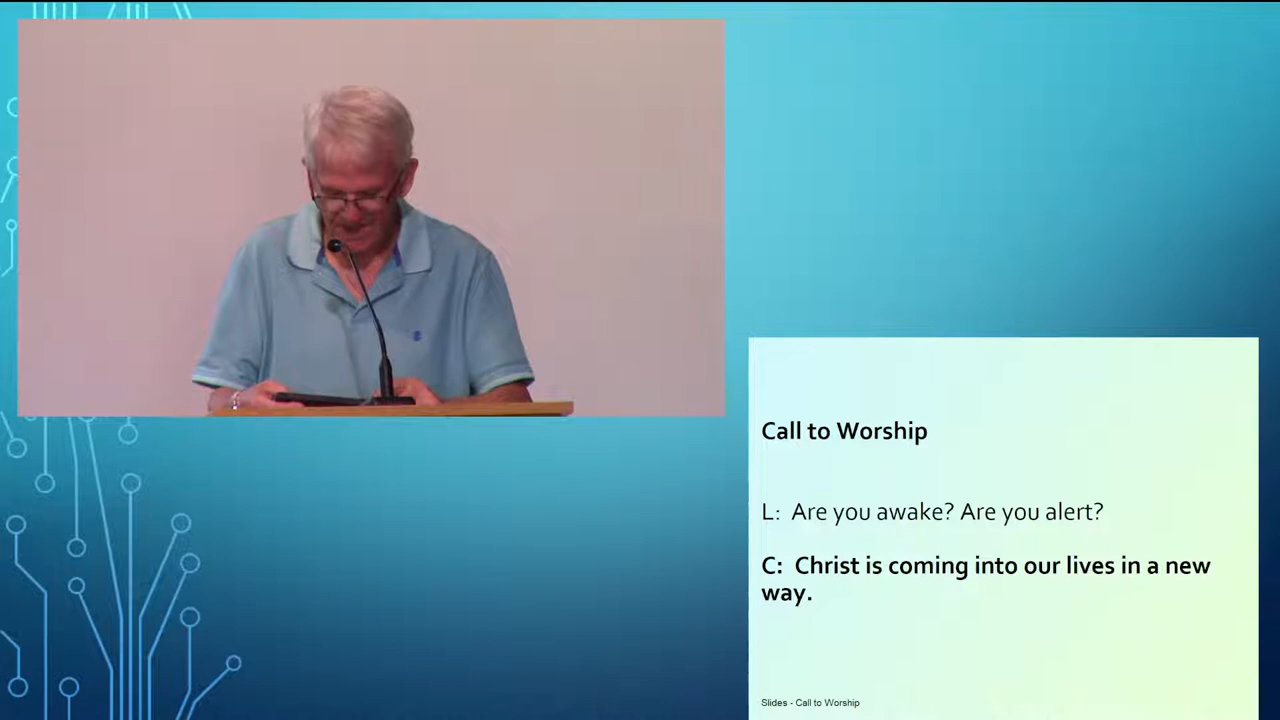 Call to Worship
L:  Are you awake? Are you alert?
C:  Christ is coming into our lives in a new
way.
Slides - Call to Worship